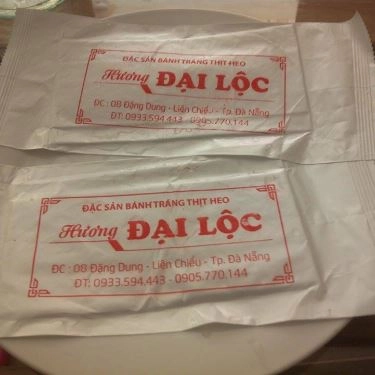 ĐẶC SẢN BÁNH TRÁNG THỊT HEO
Hương ĐẠI LỘC
ĐC : 08 Đặng Dung - Liên Chiểu - Tp. Đà Nẵng
ĐT: 0933.594.443 - 0905.770.144
ĐẶC SẢN BÁNH TRÁNG THỊT HEO
Hương ĐẠI LỘC
ĐC : 08 Đặng Dung - Liên Chiểu - Tp. Đà Nẵng
ĐT: 0933.594.443 - 0905.770.144